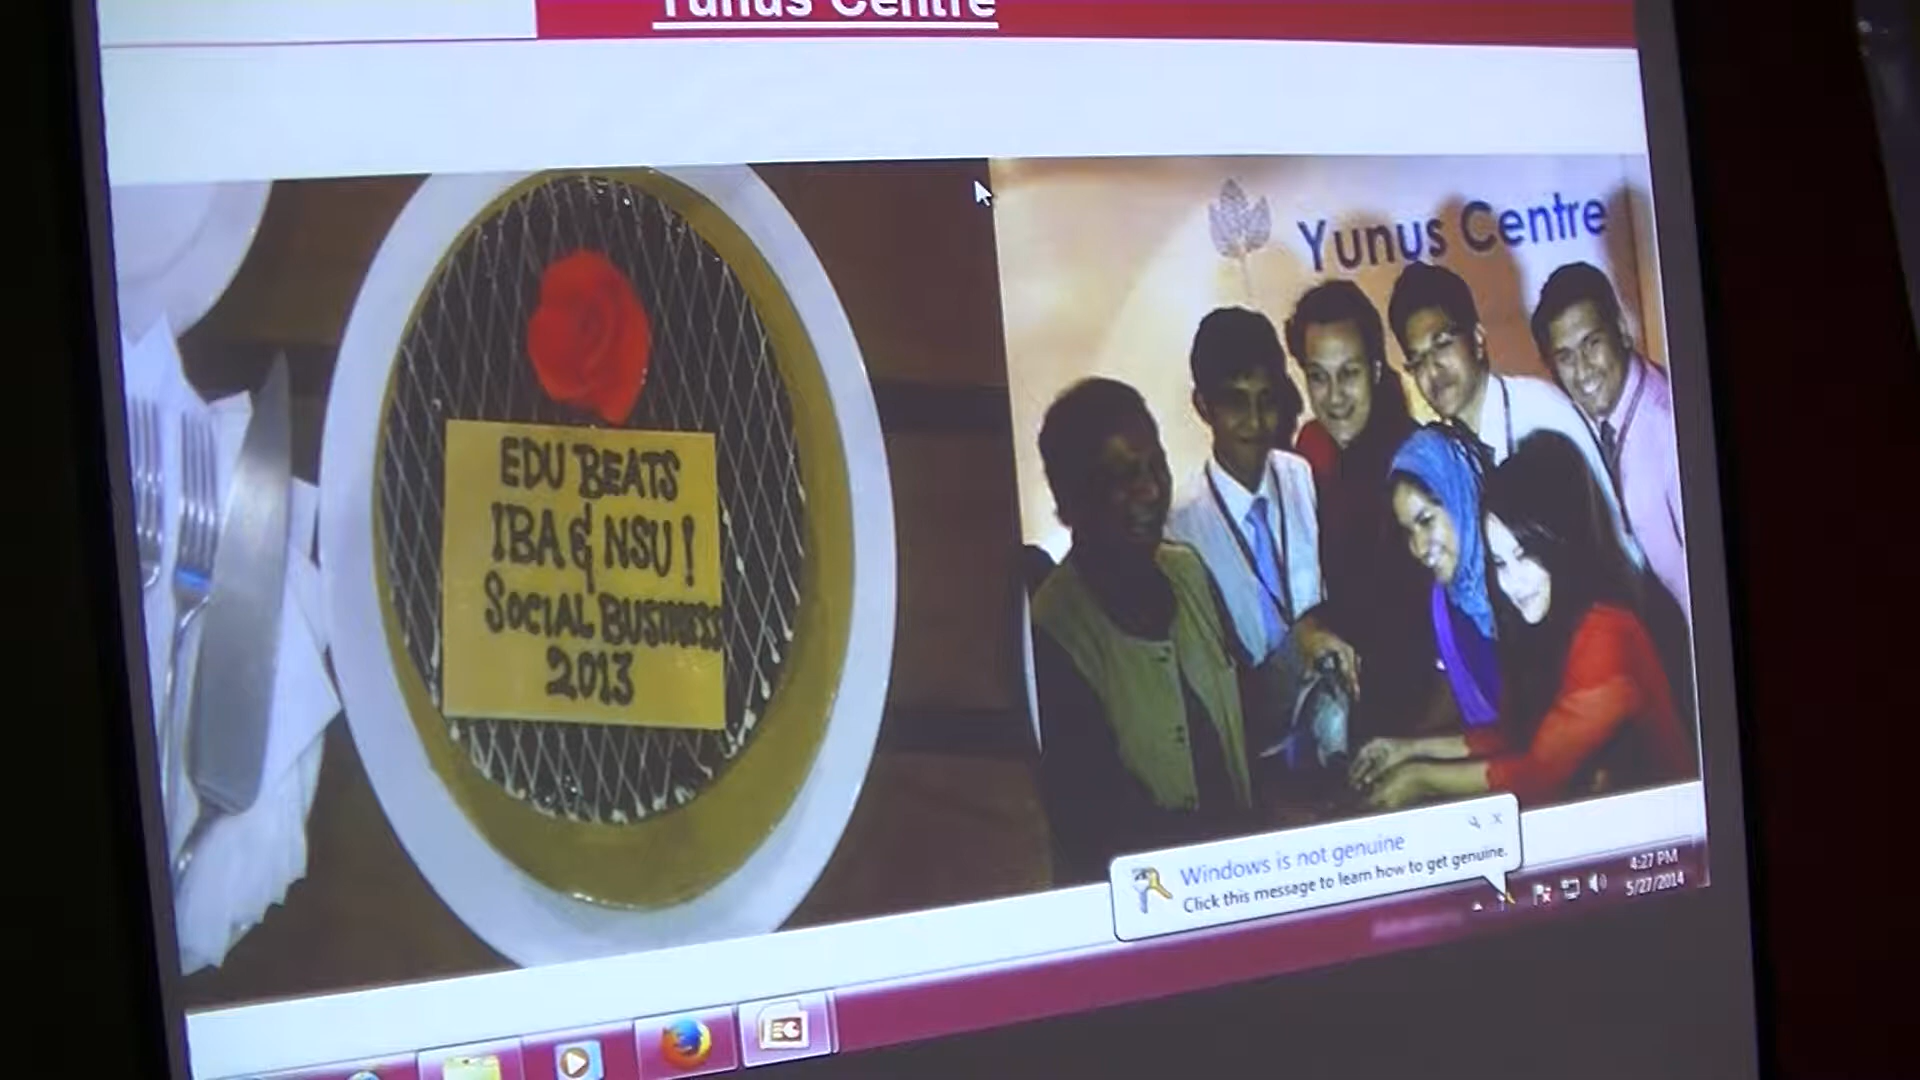 Yunus Centre
EDU BEATS
IBA & NSU!
SOCIAL BUSINESS
2013
Yunus Centre
Windows is not genuine
Click this message to learn how to get genuine.
4:27 PM
5/27/2014